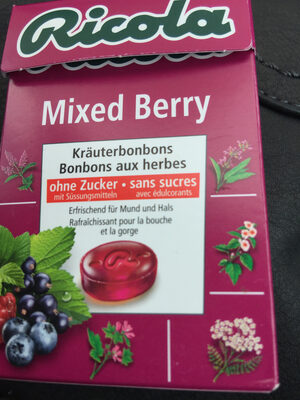 Ricola
Mixed Berry
Kräuterbonbons
Bonbons aux herbes
ohne Zucker • sans sucres
mit Süssungsmitteln avec édulcorants
Erfrischend für Mund und Hals
Rafraîchissant pour la bouche
et la gorge